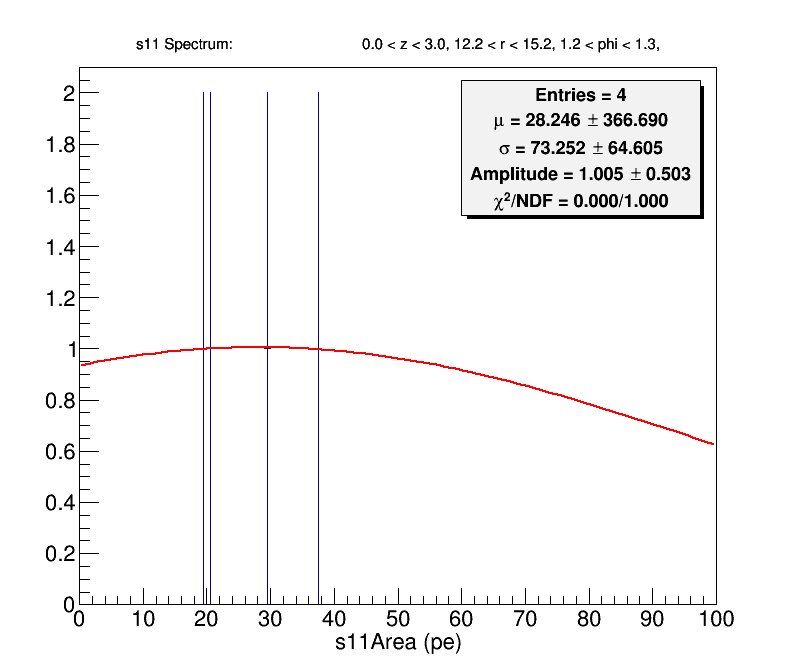 s11 Spectrum: 0.0 < z < 3.0, 12.2 < r < 15.2, 1.2 < phi < 1.3,
Entries = 4
μ = 28.246 ± 366.690
σ = 73.252 ± 64.605
Amplitude = 1.005 ± 0.503
χ²/NDF = 0.000/1.000
2
1.8
1.6
1.4
1.2
1
0.8
0.6
0.4
0.2
0
0 10 20 30 40 50 60 70 80 90 100
s11Area (pe)